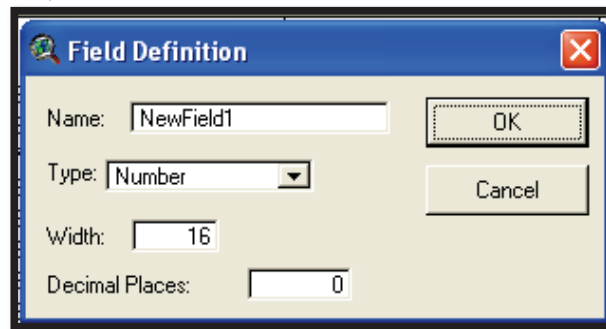 Field Definition
Name: NewField1
OK
Type: Number
Cancel
Width: 16
Decimal Places: 0